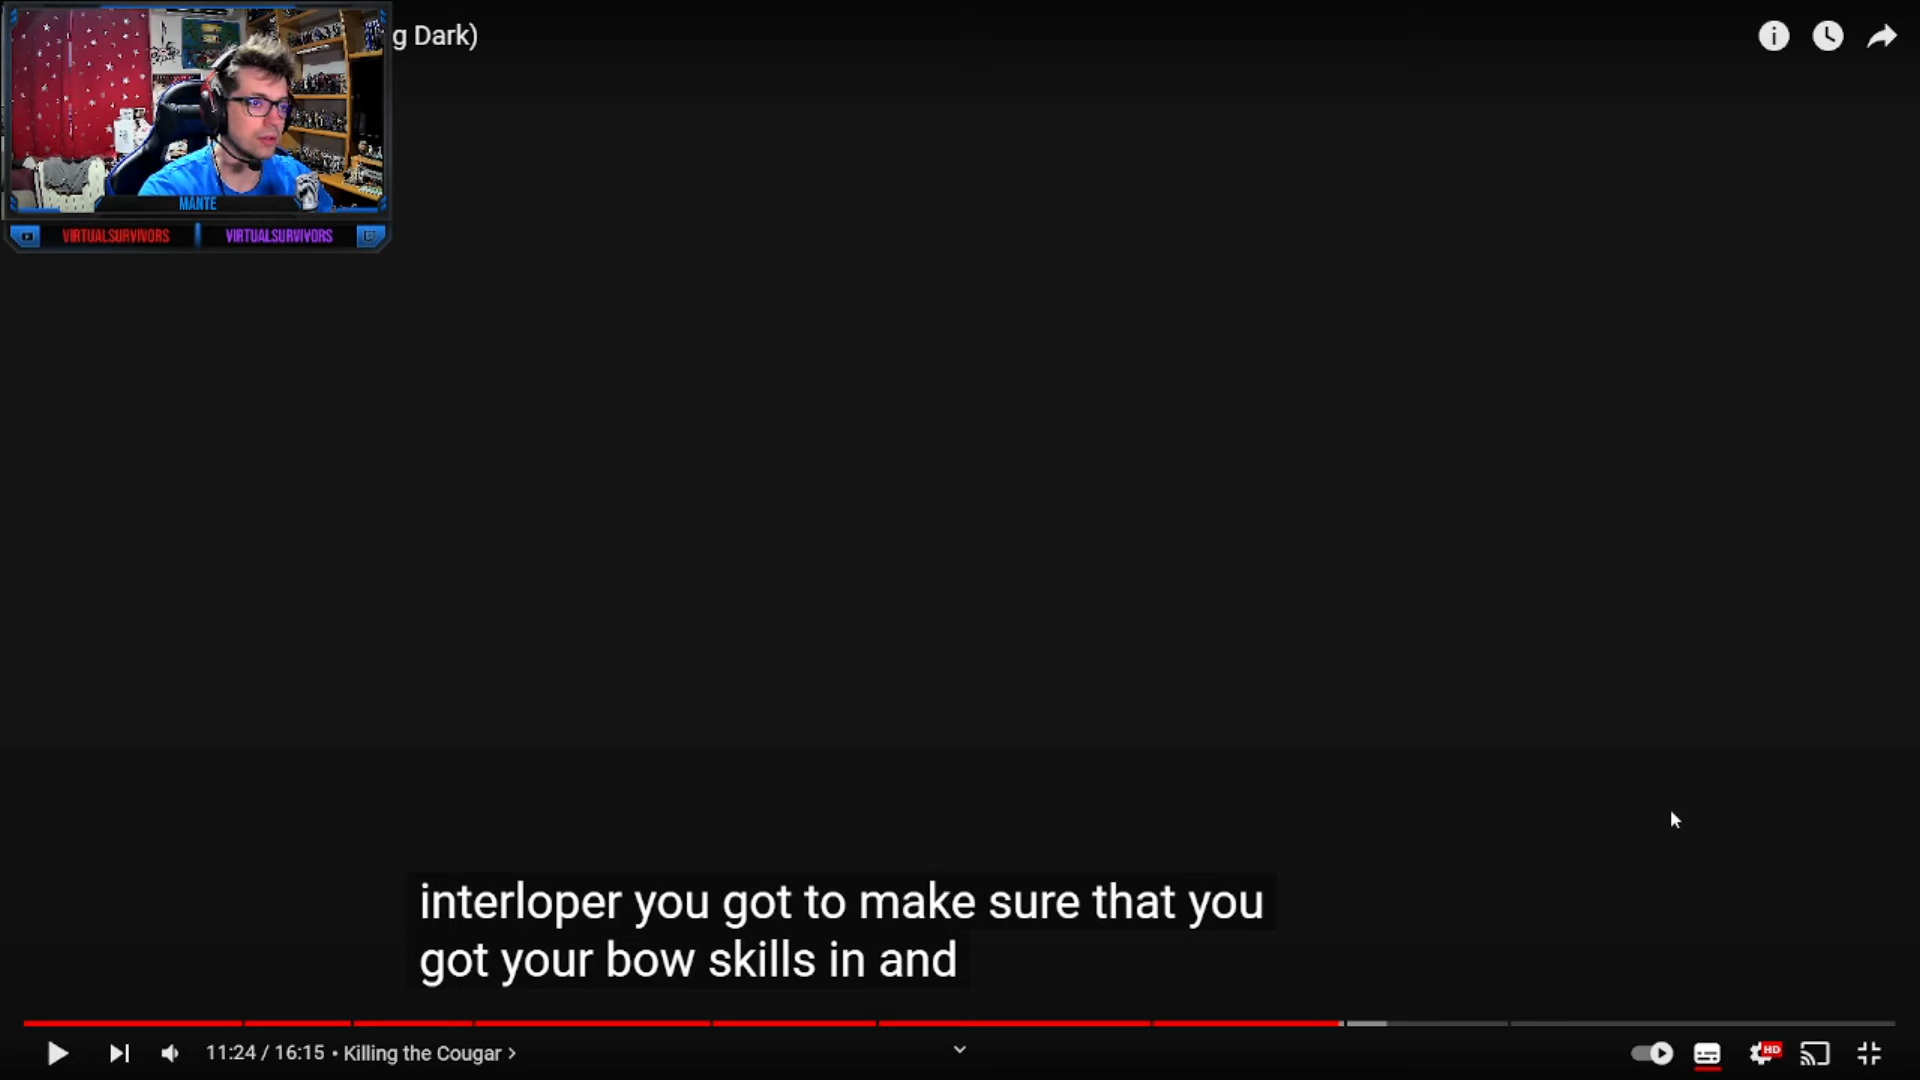 g Dark)
MANTE
VIRTUALSURVIVORS VIRTUALSURVIVORS
interloper you got to make sure that you
got your bow skills in and
11:24 / 16:15 • Killing the Cougar >
HD